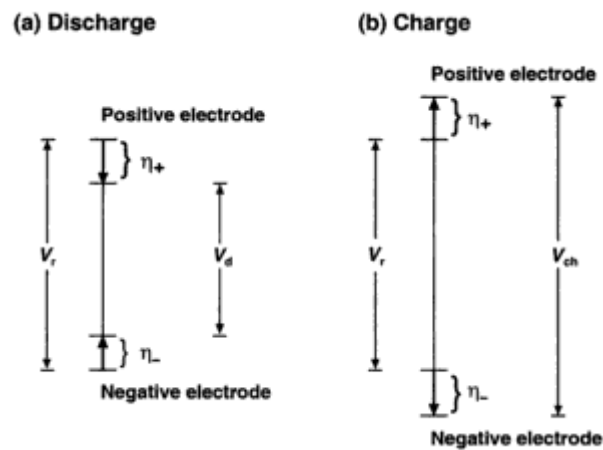 (a) Discharge
Positive electrode
η+
Vr
Vd
η−
Negative electrode
(b) Charge
Positive electrode
η+
Vr
Vch
η−
Negative electrode